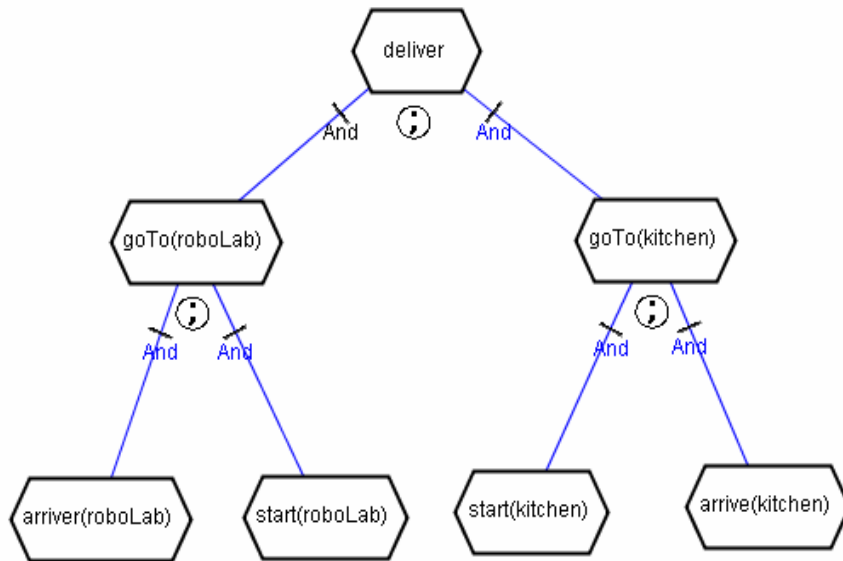 deliver
;
And
And
goTo(roboLab)
goTo(kitchen)
;
;
And
And
And
And
arriver(roboLab)
start(roboLab)
start(kitchen)
arrive(kitchen)